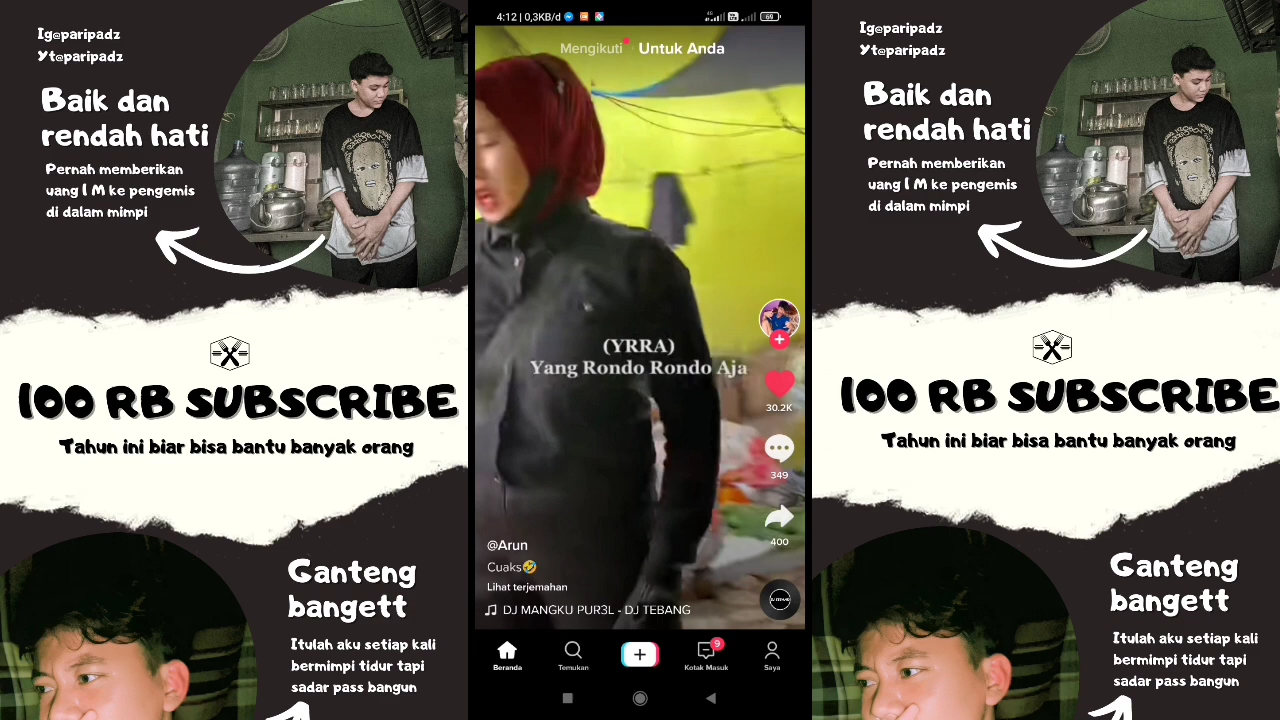 Ig@paripadz
Yt@paripadz
Baik dan
rendah hati
Pernah memberikan
uang 1 M ke pengemis
di dalam mimpi
100 RB SUBSCRIBE
Tahun ini biar bisa bantu banyak orang
Ganteng
bangett
Itulah aku setiap kali
bermimpi tidur tapi
sadar pass bangun
4:12 | 0,3KB/d
4G
69
Mengikuti
Untuk Anda
(YRRA)
Yang Rondo Rondo Aja
30.2K
349
400
@Arun
Cuaks🤣
Lihat terjemahan
DJ MANGKU PUR3L - DJ TEBANG
Beranda
Temukan
9
Kotak Masuk
Saya
Ig@paripadz
Yt@paripadz
Baik dan
rendah hati
Pernah memberikan
uang 1 M ke pengemis
di dalam mimpi
100 RB SUBSCRIBE
Tahun ini biar bisa bantu banyak orang
Ganteng
bangett
Itulah aku setiap kali
bermimpi tidur tapi
sadar pass bangun